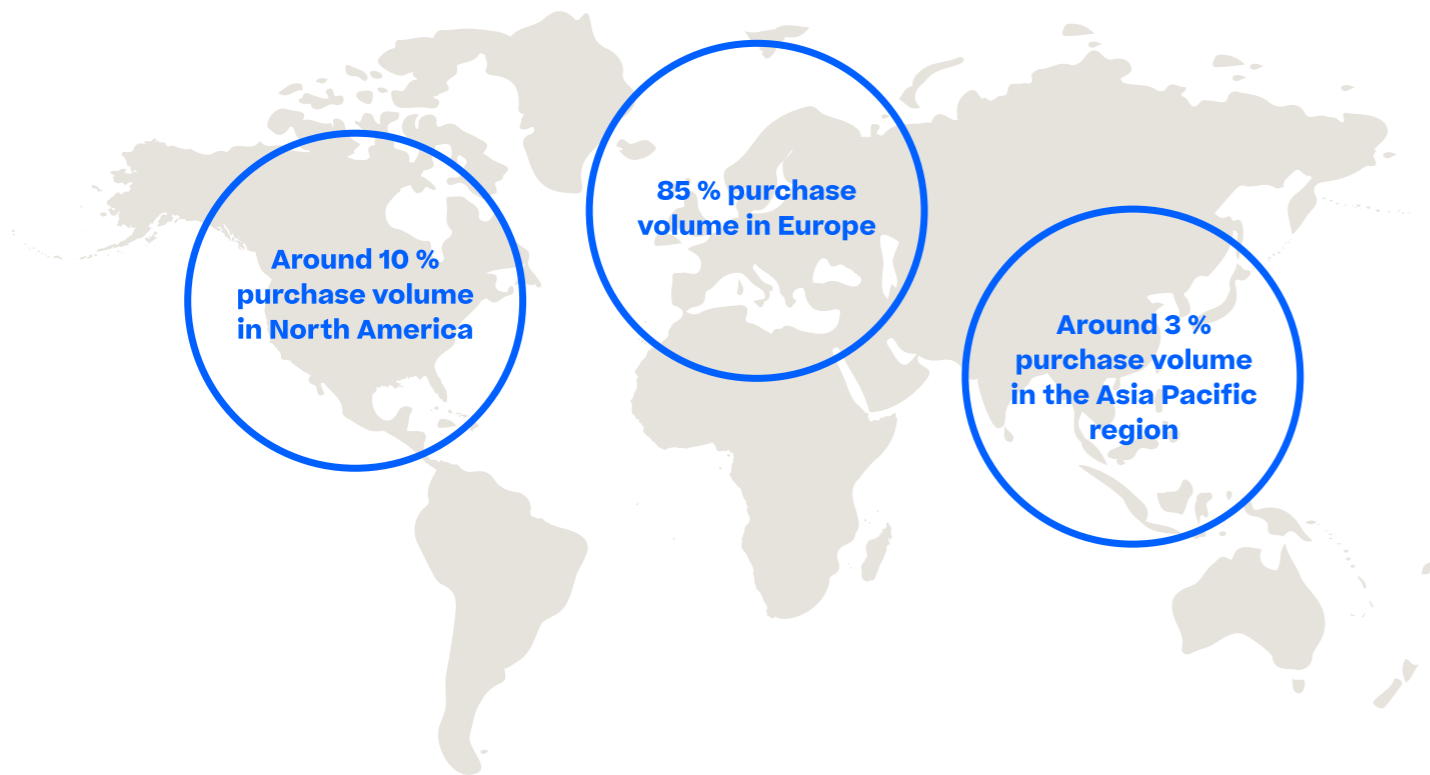 Around 10 %
purchase volume
in North America
85 % purchase
volume in Europe
Around 3 %
purchase volume
in the Asia Pacific
region